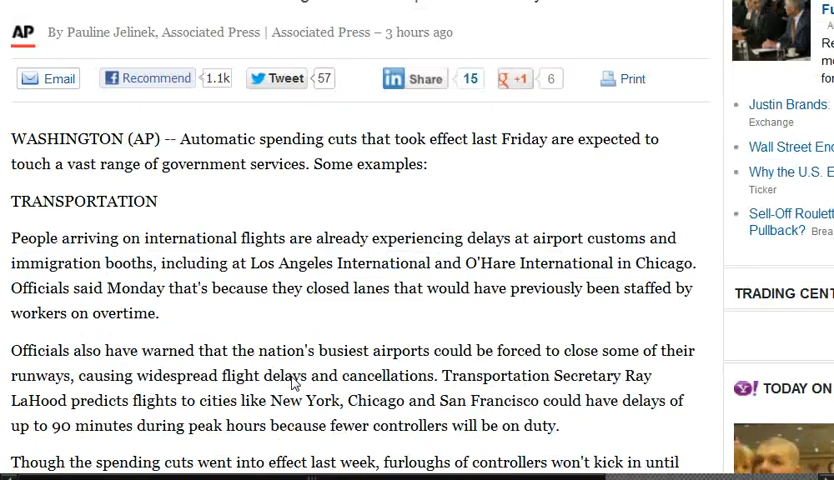 AP By Pauline Jelinek, Associated Press | Associated Press – 3 hours ago
Email Recommend 1.1k Tweet 57 in Share 15 g +1 6 Print
WASHINGTON (AP) -- Automatic spending cuts that took effect last Friday are expected to
touch a vast range of government services. Some examples:
TRANSPORTATION
People arriving on international flights are already experiencing delays at airport customs and
immigration booths, including at Los Angeles International and O'Hare International in Chicago.
Officials said Monday that's because they closed lanes that would have previously been staffed by
workers on overtime.
Officials also have warned that the nation's busiest airports could be forced to close some of their
runways, causing widespread flight delays and cancellations. Transportation Secretary Ray
LaHood predicts flights to cities like New York, Chicago and San Francisco could have delays of
up to 90 minutes during peak hours because fewer controllers will be on duty.
Though the spending cuts went into effect last week, furloughs of controllers won't kick in until
Fu
Re
mo
for
Justin Brands:
Exchange
Wall Street End
Why the U.S. E
Ticker
Sell-Off Roulett
Pullback? Brea
TRADING CENT
Y! TODAY ON